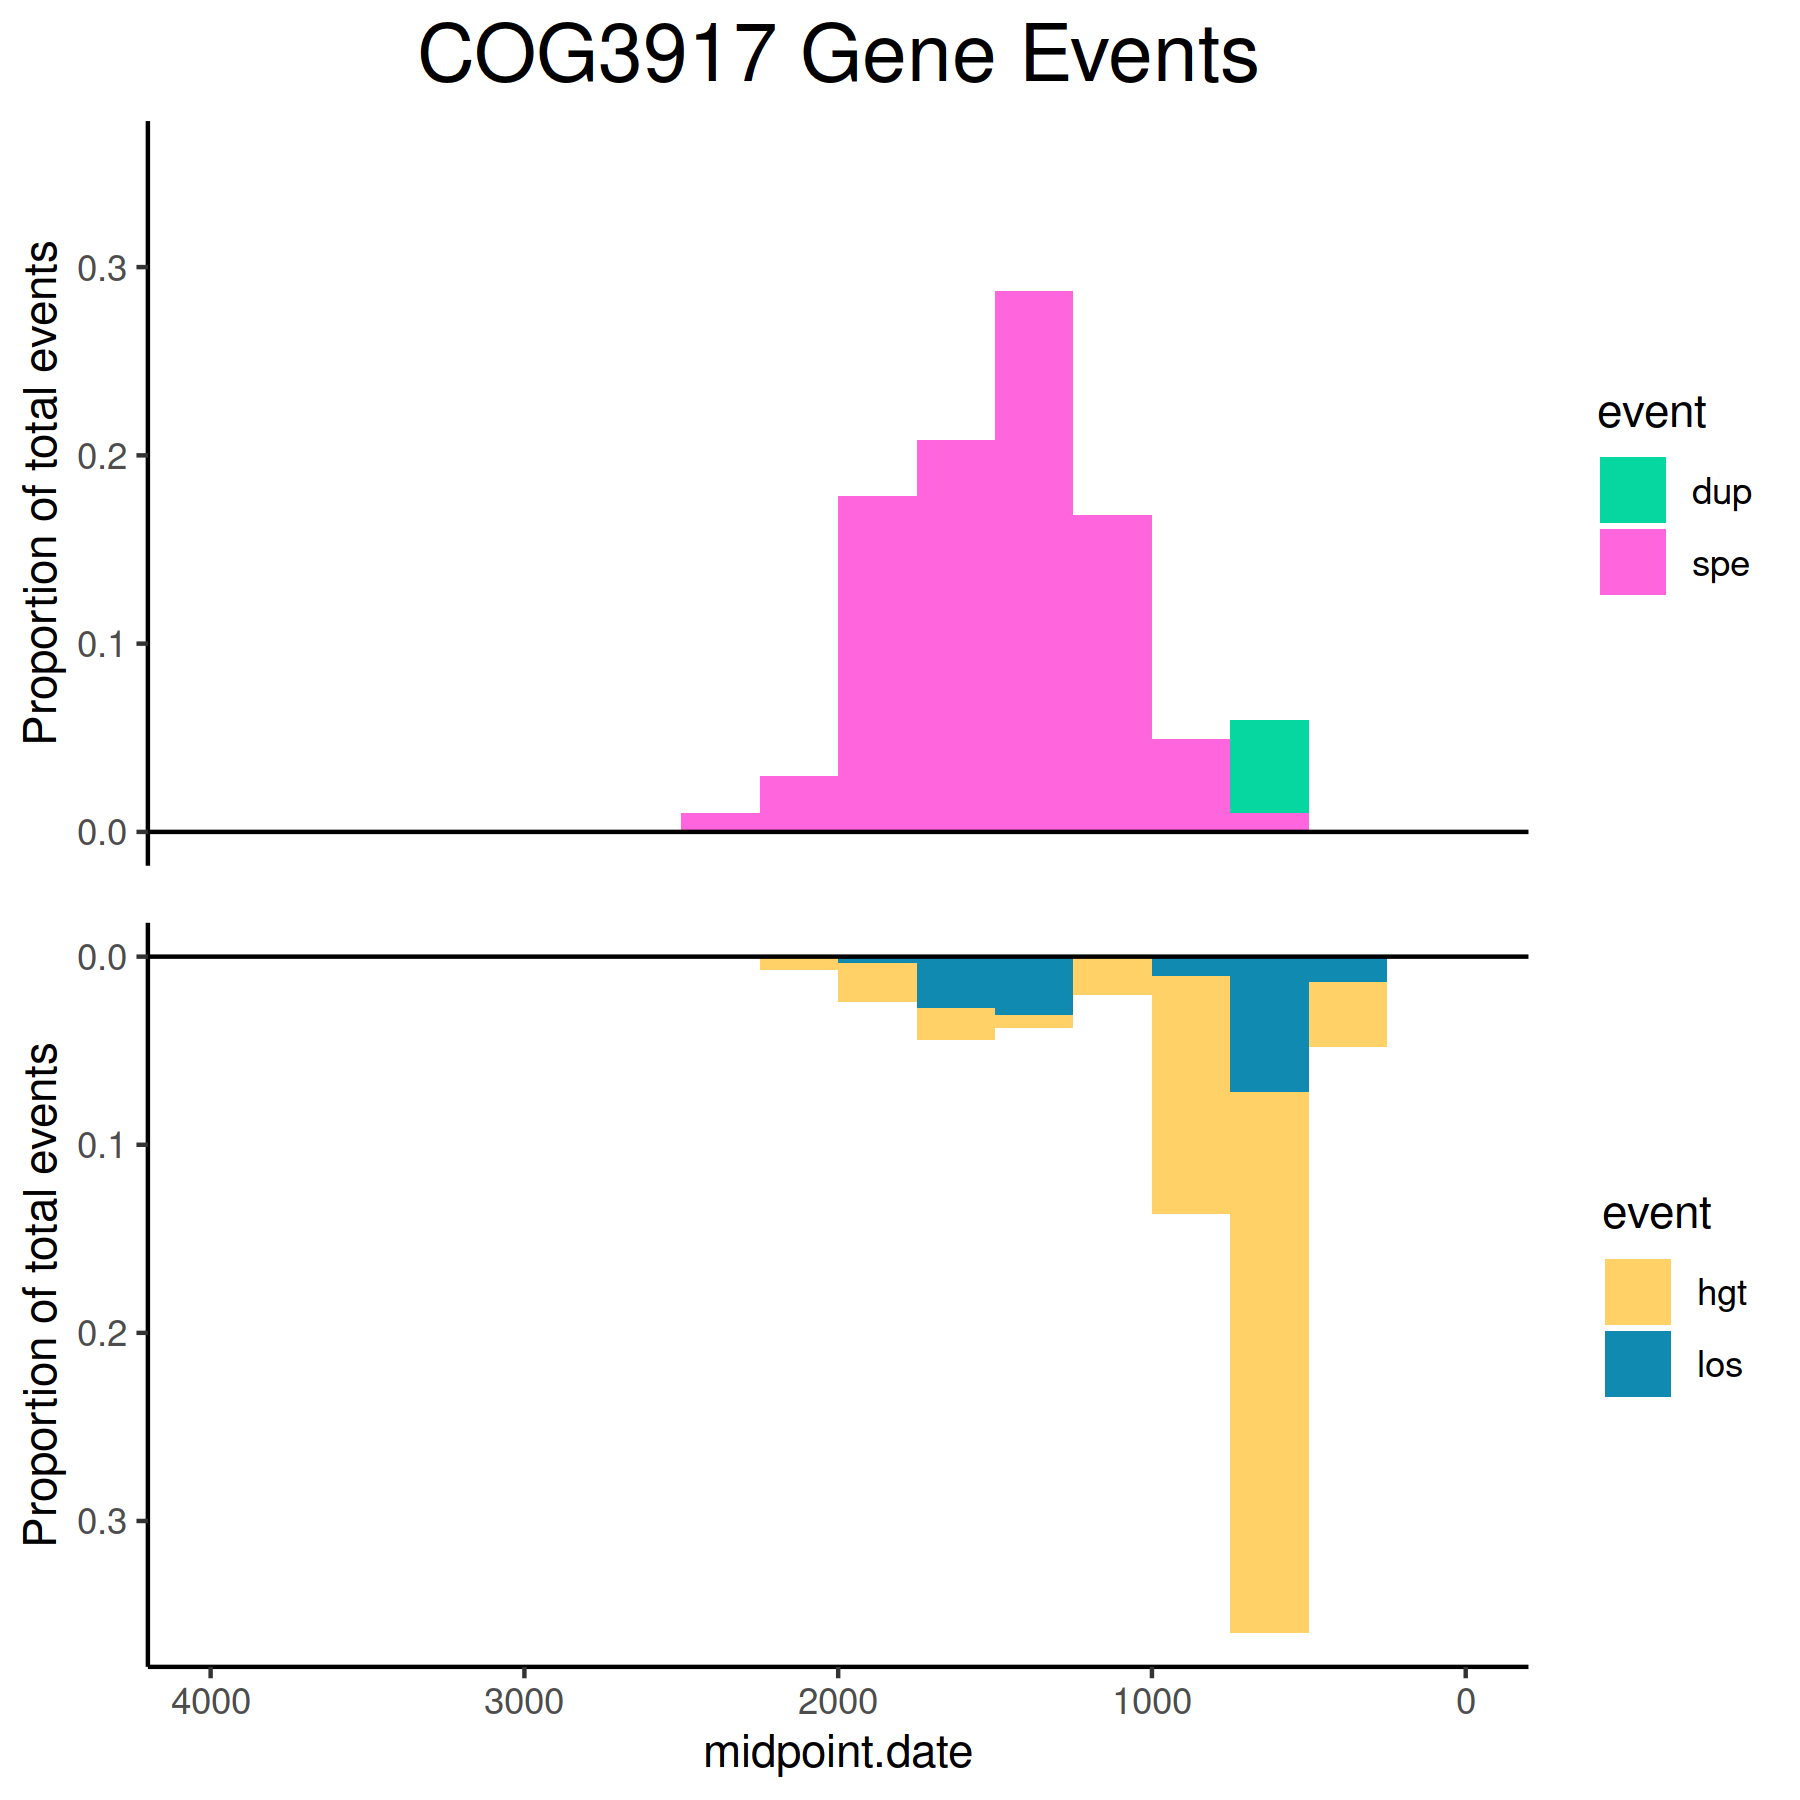 COG3917 Gene Events
Proportion of total events
0.3
0.2
0.1
0.0
event
dup
spe
Proportion of total events
0.0
0.1
0.2
0.3
event
hgt
los
4000 3000 2000 1000 0
midpoint.date